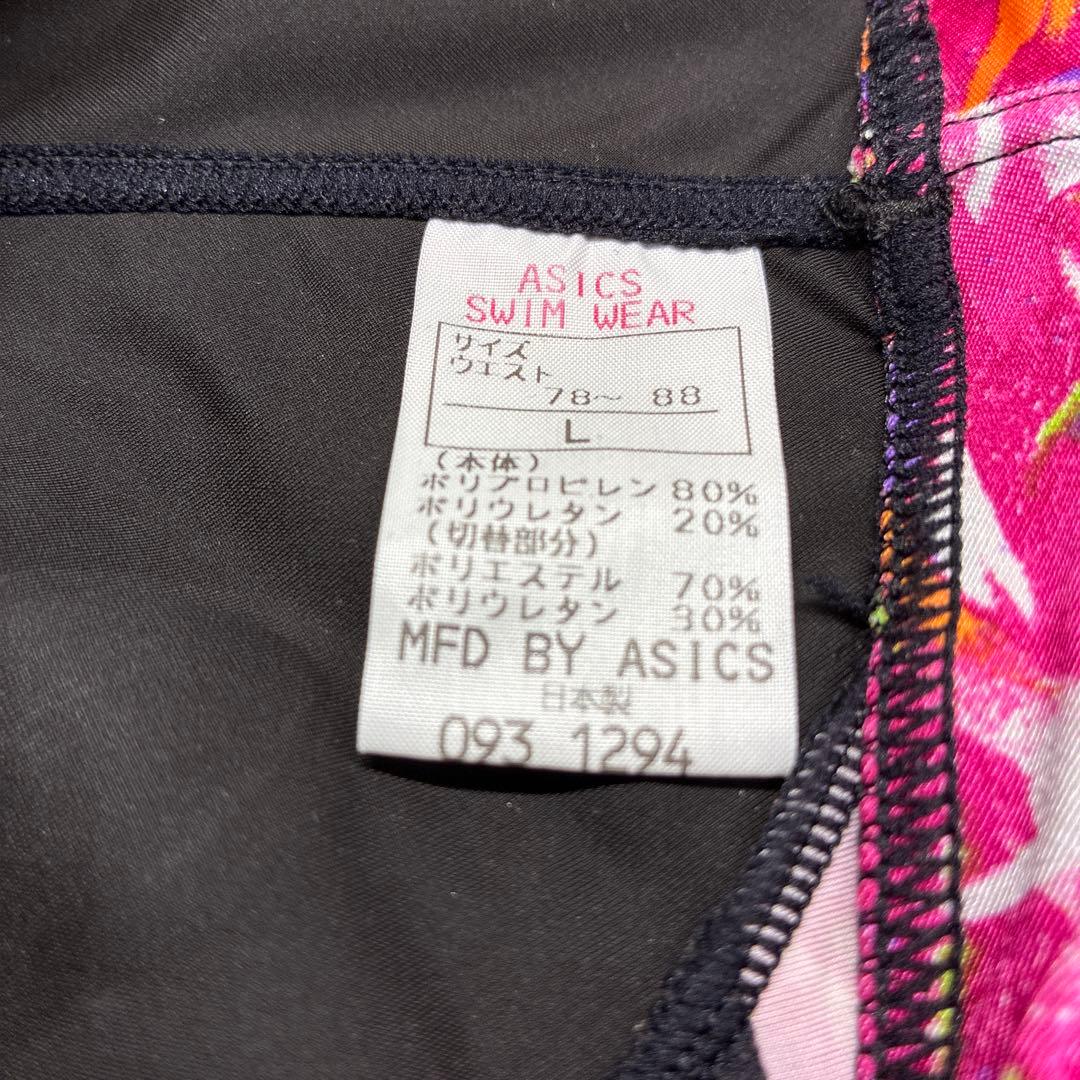 ASICS
SWIM WEAR
サイズ
ウエスト
78～ 88
L
(本体)
ポリプロピレン 80%
ポリウレタン 20%
(切替部分)
ポリエステル 70%
ポリウレタン 30%
MFD BY ASICS
日本製
093 1294